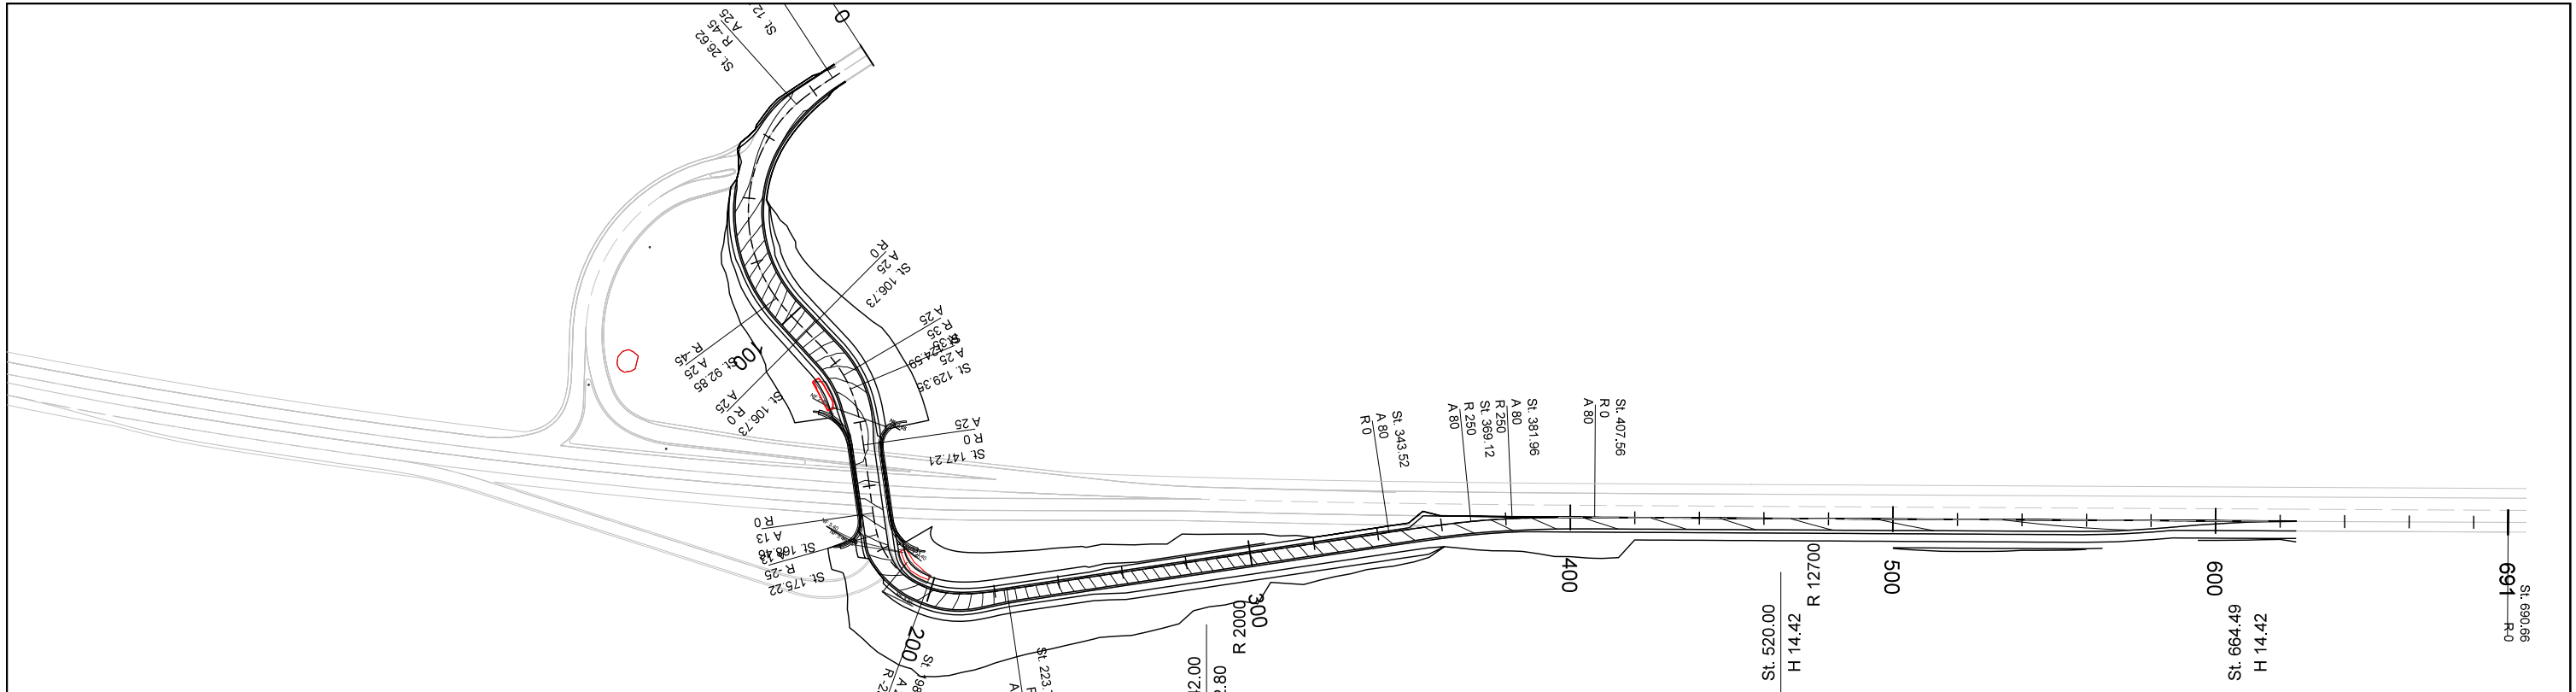 0
St. 12
A 25
R -45
St. 26.62
R 0
A 25
St. 106.73
A 25
R 35
A 25
St. 129.35
R -45
A 25
St. 92.85
100
A 25
R 0
St. 106.73
A 25
R 0
St. 147.21
R 0
A 13
St. 168.46
A 13
R -25
St. 175.22
200
St. 223.
300
R 2000
St. 343.52
A 80
R 0
St. 369.12
R 250
A 80
St. 381.96
A 80
R 250
St. 407.56
R 0
A 80
400
R 12700
St. 520.00
H 14.42
500
600
St. 664.49
H 14.42
691
St. 690.66
R 0